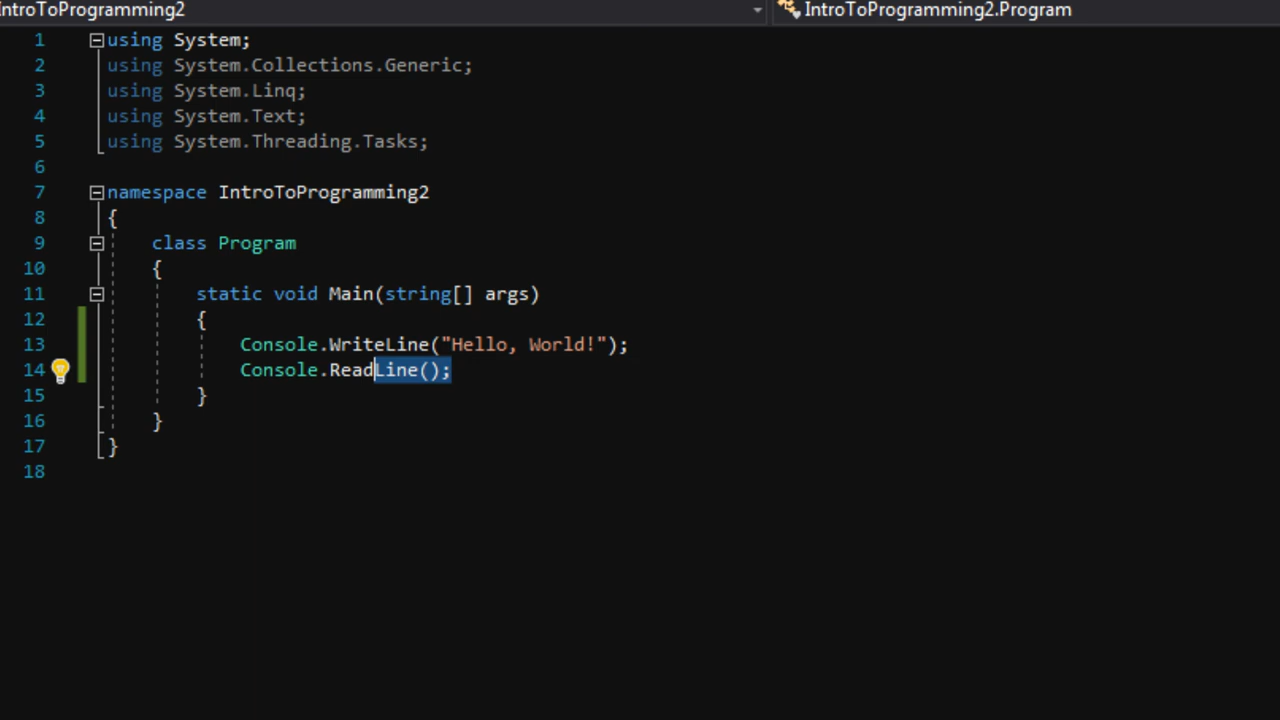 IntroToProgramming2 IntroToProgramming2.Program
1 using System;
2 using System.Collections.Generic;
3 using System.Linq;
4 using System.Text;
5 using System.Threading.Tasks;
6
7 namespace IntroToProgramming2
8 {
9 class Program
10 {
11 static void Main(string[] args)
12 {
13 Console.WriteLine("Hello, World!");
14 Console.ReadLine();
15 }
16 }
17 }
18